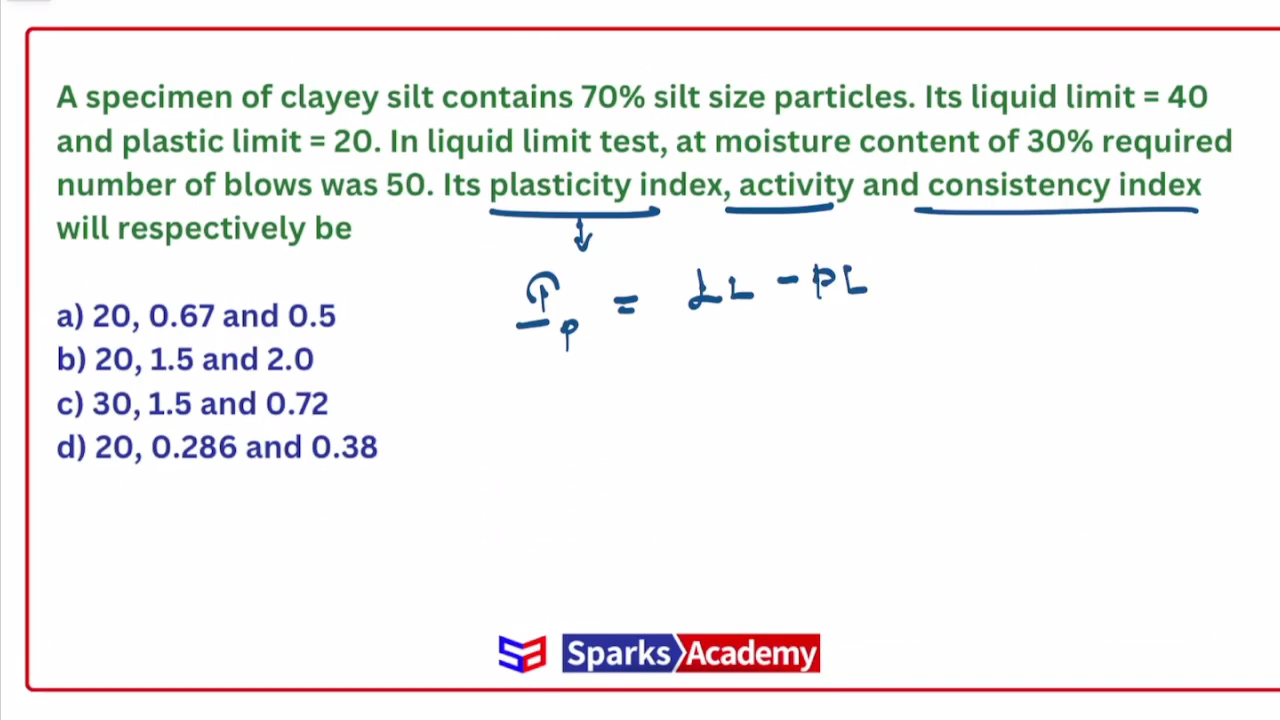 A specimen of clayey silt contains 70% silt size particles. Its liquid limit = 40
and plastic limit = 20. In liquid limit test, at moisture content of 30% required
number of blows was 50. Its plasticity index, activity and consistency index
will respectively be
Ip = LL - PL
a) 20, 0.67 and 0.5
b) 20, 1.5 and 2.0
c) 30, 1.5 and 0.72
d) 20, 0.286 and 0.38
Sparks Academy